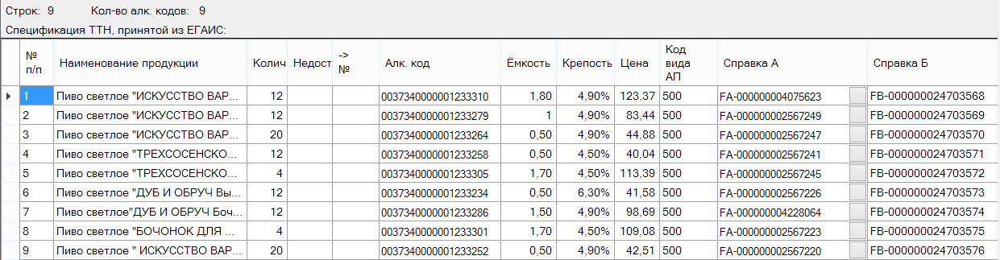 Строк: 9 Кол-во алк. кодов: 9
Спецификация ТТН, принятой из ЕГАИС:
№ п/п Наименование продукции Колич Недост -> № Алк. код Ёмкость Крепость Цена Код вида АП Справка А Справка Б
1 Пиво светлое "ИСКУССТВО ВАР... 12 0037340000001233310 1,80 4,90% 123,37 500 FA-000000004075623 FB-000000024703568
2 Пиво светлое "ИСКУССТВО ВАР... 12 0037340000001233279 1 4,90% 83,44 500 FA-000000002567249 FB-000000024703569
3 Пиво светлое "ИСКУССТВО ВАР... 20 0037340000001233264 0,50 4,90% 44,88 500 FA-000000002567247 FB-000000024703570
4 Пиво светлое "ТРЕХСОСЕНСКО... 12 0037340000001233258 0,50 4,50% 40,04 500 FA-000000002567241 FB-000000024703571
5 Пиво светлое "ТРЕХСОСЕНСКО... 4 0037340000001233305 1,70 4,50% 113,39 500 FA-000000002567245 FB-000000024703572
6 Пиво светлое "ДУБ И ОБРУЧ Вы... 12 0037340000001233234 0,50 6,30% 41,58 500 FA-000000002567226 FB-000000024703573
7 Пиво светлое"ДУБ И ОБРУЧ Боч... 12 0037340000001233286 1,50 4,90% 98,69 500 FA-000000004228064 FB-000000024703574
8 Пиво светлое "БОЧОНОК ДЛЯ ... 4 0037340000001233301 1,70 4,50% 109,08 500 FA-000000002567223 FB-000000024703575
9 Пиво светлое " ИСКУССТВО ВАР... 20 0037340000001233252 0,50 4,90% 42,51 500 FA-000000002567220 FB-000000024703576